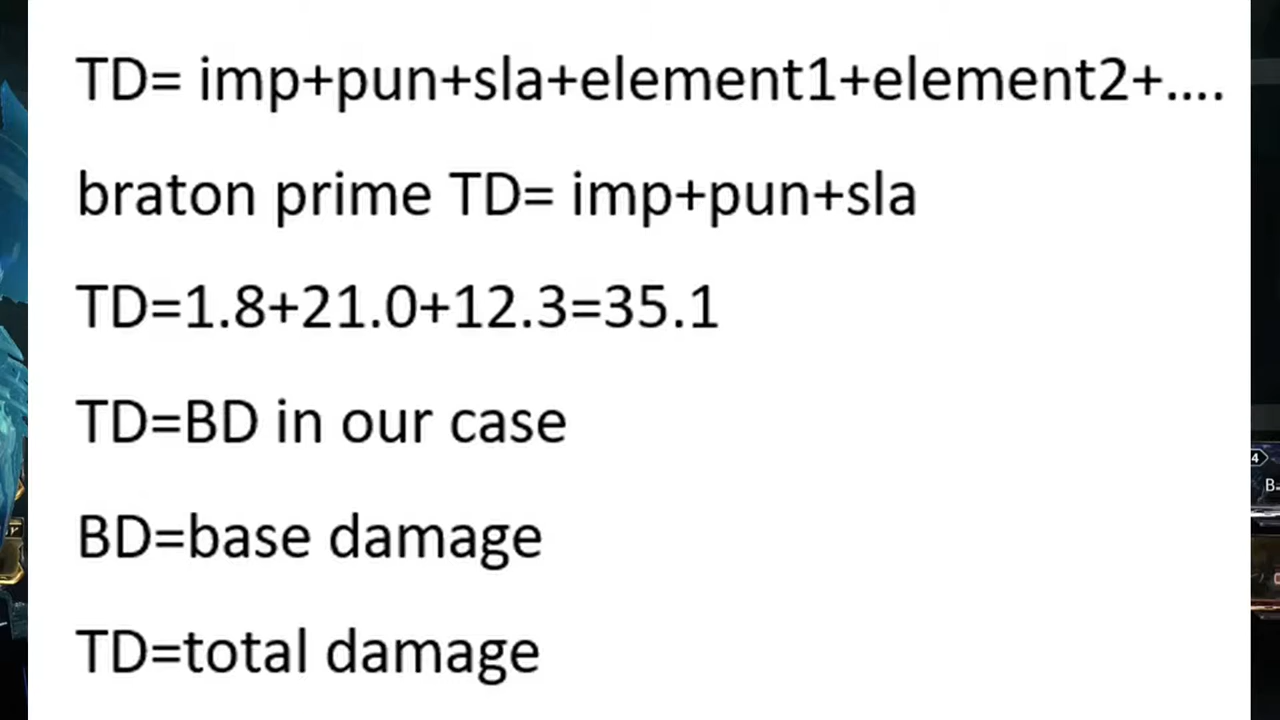 TD= imp+pun+sla+element1+element2+....
braton prime TD= imp+pun+sla
TD=1.8+21.0+12.3=35.1
TD=BD in our case
BD=base damage
TD=total damage
4